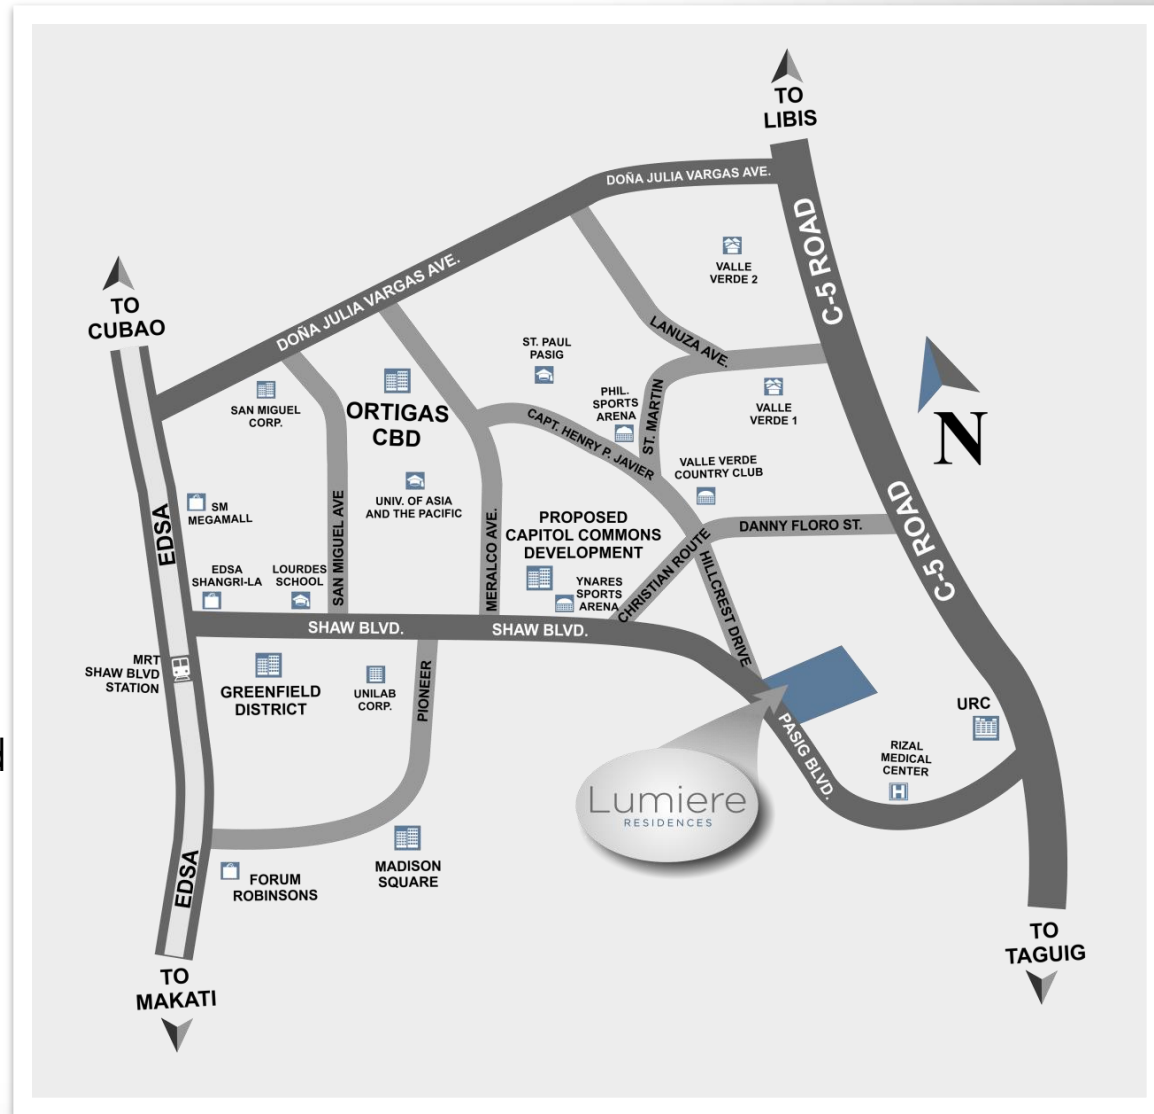 TO
LIBIS
DOÑA JULIA VARGAS AVE.
C-5 ROAD
VALLE
VERDE 2
TO
CUBAO
DOÑA JULIA VARGAS AVE.
LANUZA AVE.
ST. PAUL
PASIG
SAN MIGUEL
CORP.
ORTIGAS
CBD
PHIL.
SPORTS
ARENA
ST. MARTIN
VALLE
VERDE 1
N
CAPT. HENRY P. JAVIER
VALLE VERDE
COUNTRY CLUB
SM
MEGAMALL
EDSA
UNIV. OF ASIA
AND THE PACIFIC
PROPOSED
CAPITOL COMMONS
DEVELOPMENT
DANNY FLORO ST.
C-5 ROAD
EDSA
SHANGRI-LA
LOURDES
SCHOOL
SAN MIGUEL AVE
MERALCO AVE.
YNARES
SPORTS
ARENA
CHRISTIAN ROUTE
HILLCREST DRIVE
SHAW BLVD.
SHAW BLVD.
MRT
SHAW BLVD
STATION
GREENFIELD
DISTRICT
UNILAB
CORP.
PIONEER
PASIG BLVD.
URC
RIZAL
MEDICAL
CENTER
H
Lumiere
RESIDENCES
EDSA
FORUM
ROBINSONS
MADISON
SQUARE
TO
MAKATI
TO
TAGUIG